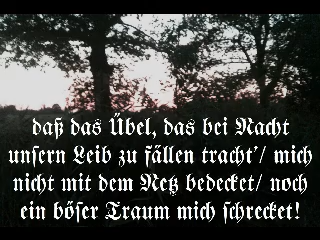 daß das Übel, das bei Nacht
unſern Leib zu fällen tracht'/ mich
nicht mit dem Netz bedecket/ noch
ein böſer Traum mich ſchrecket!